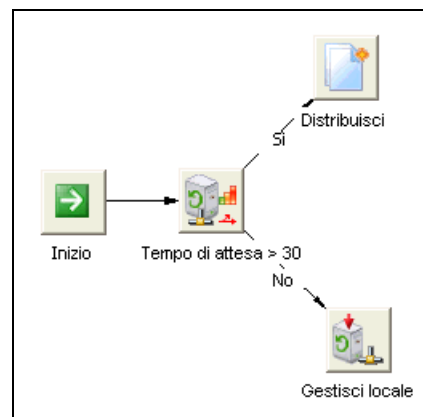 Distribuisci
Sì
Inizio
Tempo di attesa > 30
No
Gestisci locale